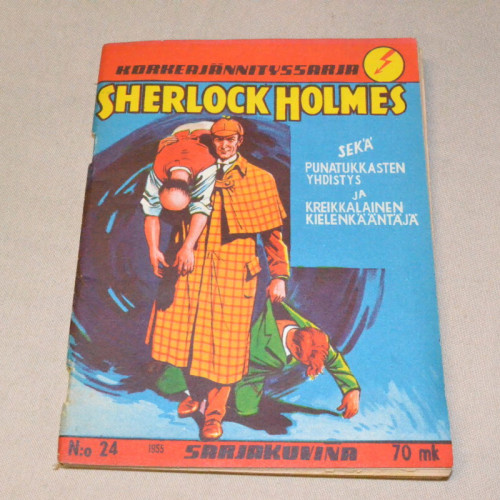 KORKEAJÄNNITYSSARJA
SHERLOCK HOLMES
SEKÄ
PUNATUKKASTEN
YHDISTYS
JA
KREIKKALAINEN
KIELENKÄÄNTÄJÄ
N:o 24 1955 SARJAKUVINA 70 mk